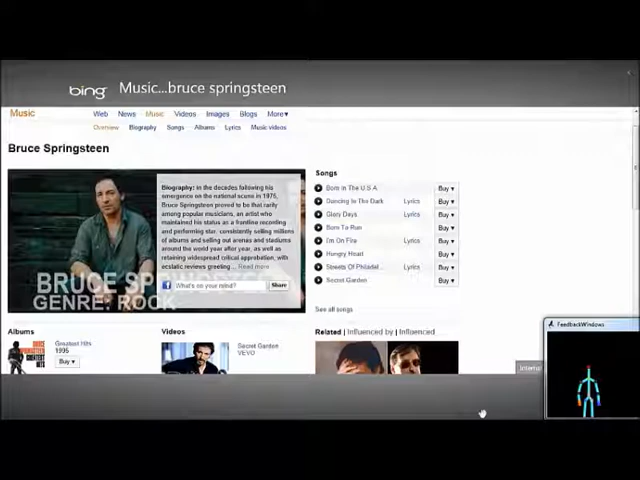 bing Music...bruce springsteen
Music Web News Music Videos Images Blogs More
Overview Biography Songs Albums Lyrics Music videos
Bruce Springsteen
Biography: In the decades following his
emergence on the national scene in 1975,
Bruce Springsteen proved to be that rarity
among popular musicians, an artist who
maintained his status as a frontline recording
and performing star, consistently selling millions
of albums and selling out arenas and stadiums
around the world year after year, as well as
retaining widespread critical approbation, with
ecstatic reviews greeting... Read more
What's on your mind? Share
BRUCE SP
GENRE: ROCK
Songs
Born In The U S A Buy
Dancing In The Dark Lyrics Buy
Glory Days Lyrics Buy
Born To Run Buy
I'm On Fire Lyrics Buy
Hungry Heart Buy
Streets Of Philadel... Lyrics Buy
Secret Garden Buy
See all songs
Albums
Greatest Hits
1995
Buy
Videos
Secret Garden
VEVO
Related | Influenced by | Influenced
FeedbackWindows
Internet